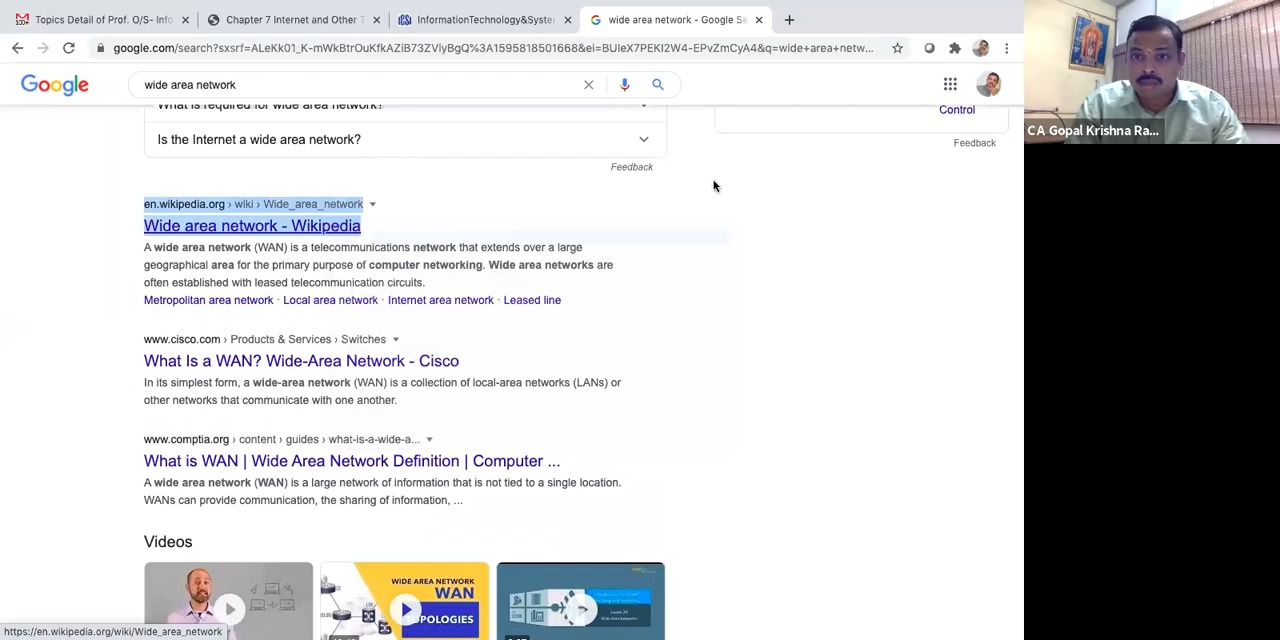 Topics Detail of Prof. O/S- Info
Chapter 7 Internet and Other T
InformationTechnology&Syste
wide area network - Google Se
google.com/search?sxsrf=ALeKk01_K-mWkBtrOuKfkAZiB73ZViyBgQ%3A1595818501668&ei=BUleX7PEKI2W4-EPvZmCyA4&q=wide+area+netw...
Google
wide area network
What is required for wide area network?
Control
Is the Internet a wide area network?
Feedback
Feedback
C A Gopal Krishna Ra...
en.wikipedia.org › wiki › Wide_area_network
Wide area network - Wikipedia
A wide area network (WAN) is a telecommunications network that extends over a large
geographical area for the primary purpose of computer networking. Wide area networks are
often established with leased telecommunication circuits.
Metropolitan area network · Local area network · Internet area network · Leased line
www.cisco.com › Products & Services › Switches
What Is a WAN? Wide-Area Network - Cisco
In its simplest form, a wide-area network (WAN) is a collection of local-area networks (LANs) or
other networks that communicate with one another.
www.comptia.org › content › guides › what-is-a-wide-a...
What is WAN | Wide Area Network Definition | Computer ...
A wide area network (WAN) is a large network of information that is not tied to a single location.
WANs can provide communication, the sharing of information, ...
Videos
WIDE AREA NETWORK
WAN
TOPOLOGIES
https://en.wikipedia.org/wiki/Wide_area_network